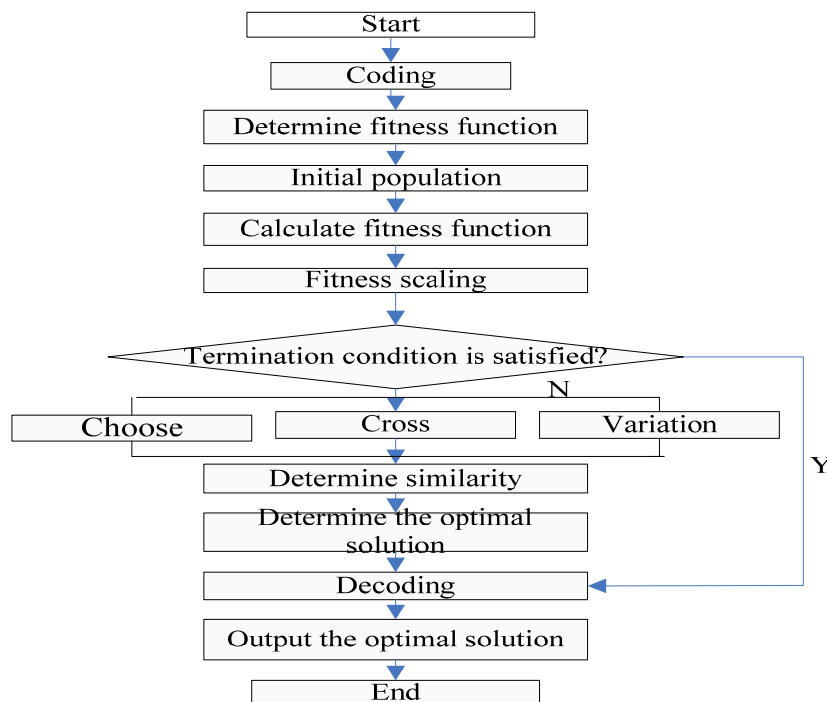 Start
Coding
Determine fitness function
Initial population
Calculate fitness function
Fitness scaling
Termination condition is satisfied?
N
Choose
Cross
Variation
Y
Determine similarity
Determine the optimal
solution
Decoding
Output the optimal solution
End